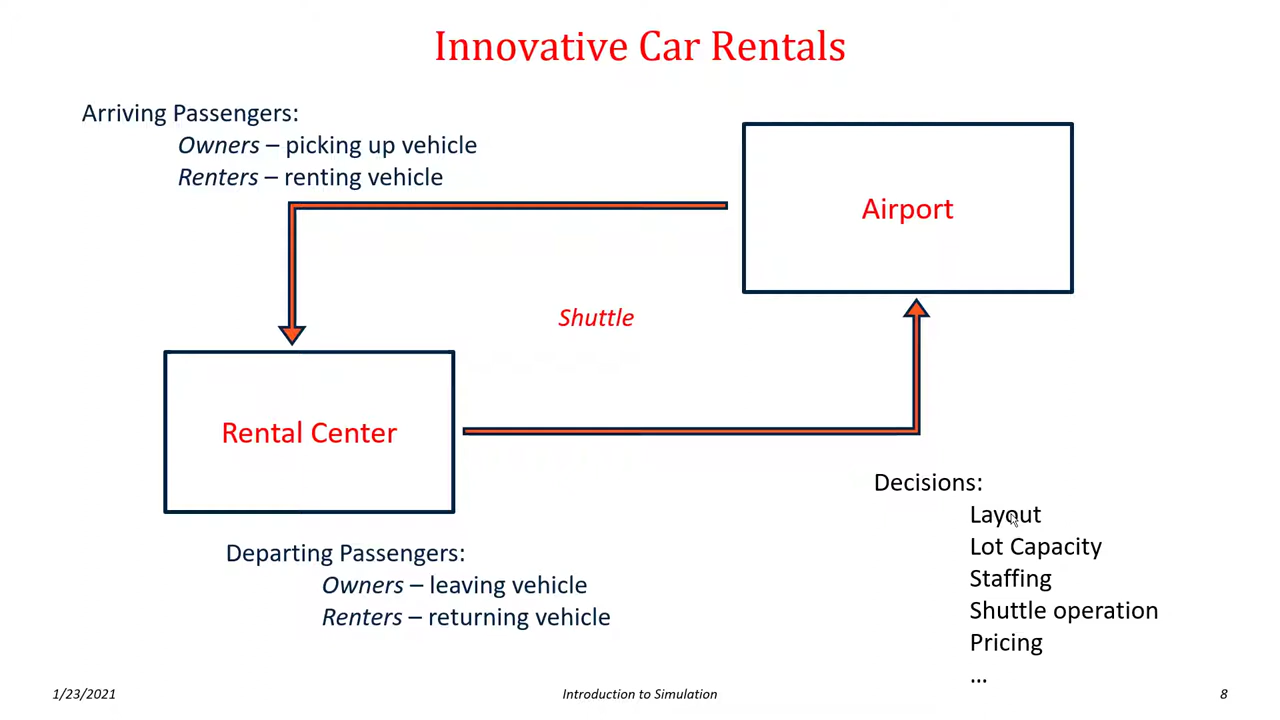 Innovative Car Rentals
Arriving Passengers:
Owners – picking up vehicle
Renters – renting vehicle
Airport
Shuttle
Rental Center
Departing Passengers:
Owners – leaving vehicle
Renters – returning vehicle
Decisions:
Layout
Lot Capacity
Staffing
Shuttle operation
Pricing
...
1/23/2021
Introduction to Simulation
8